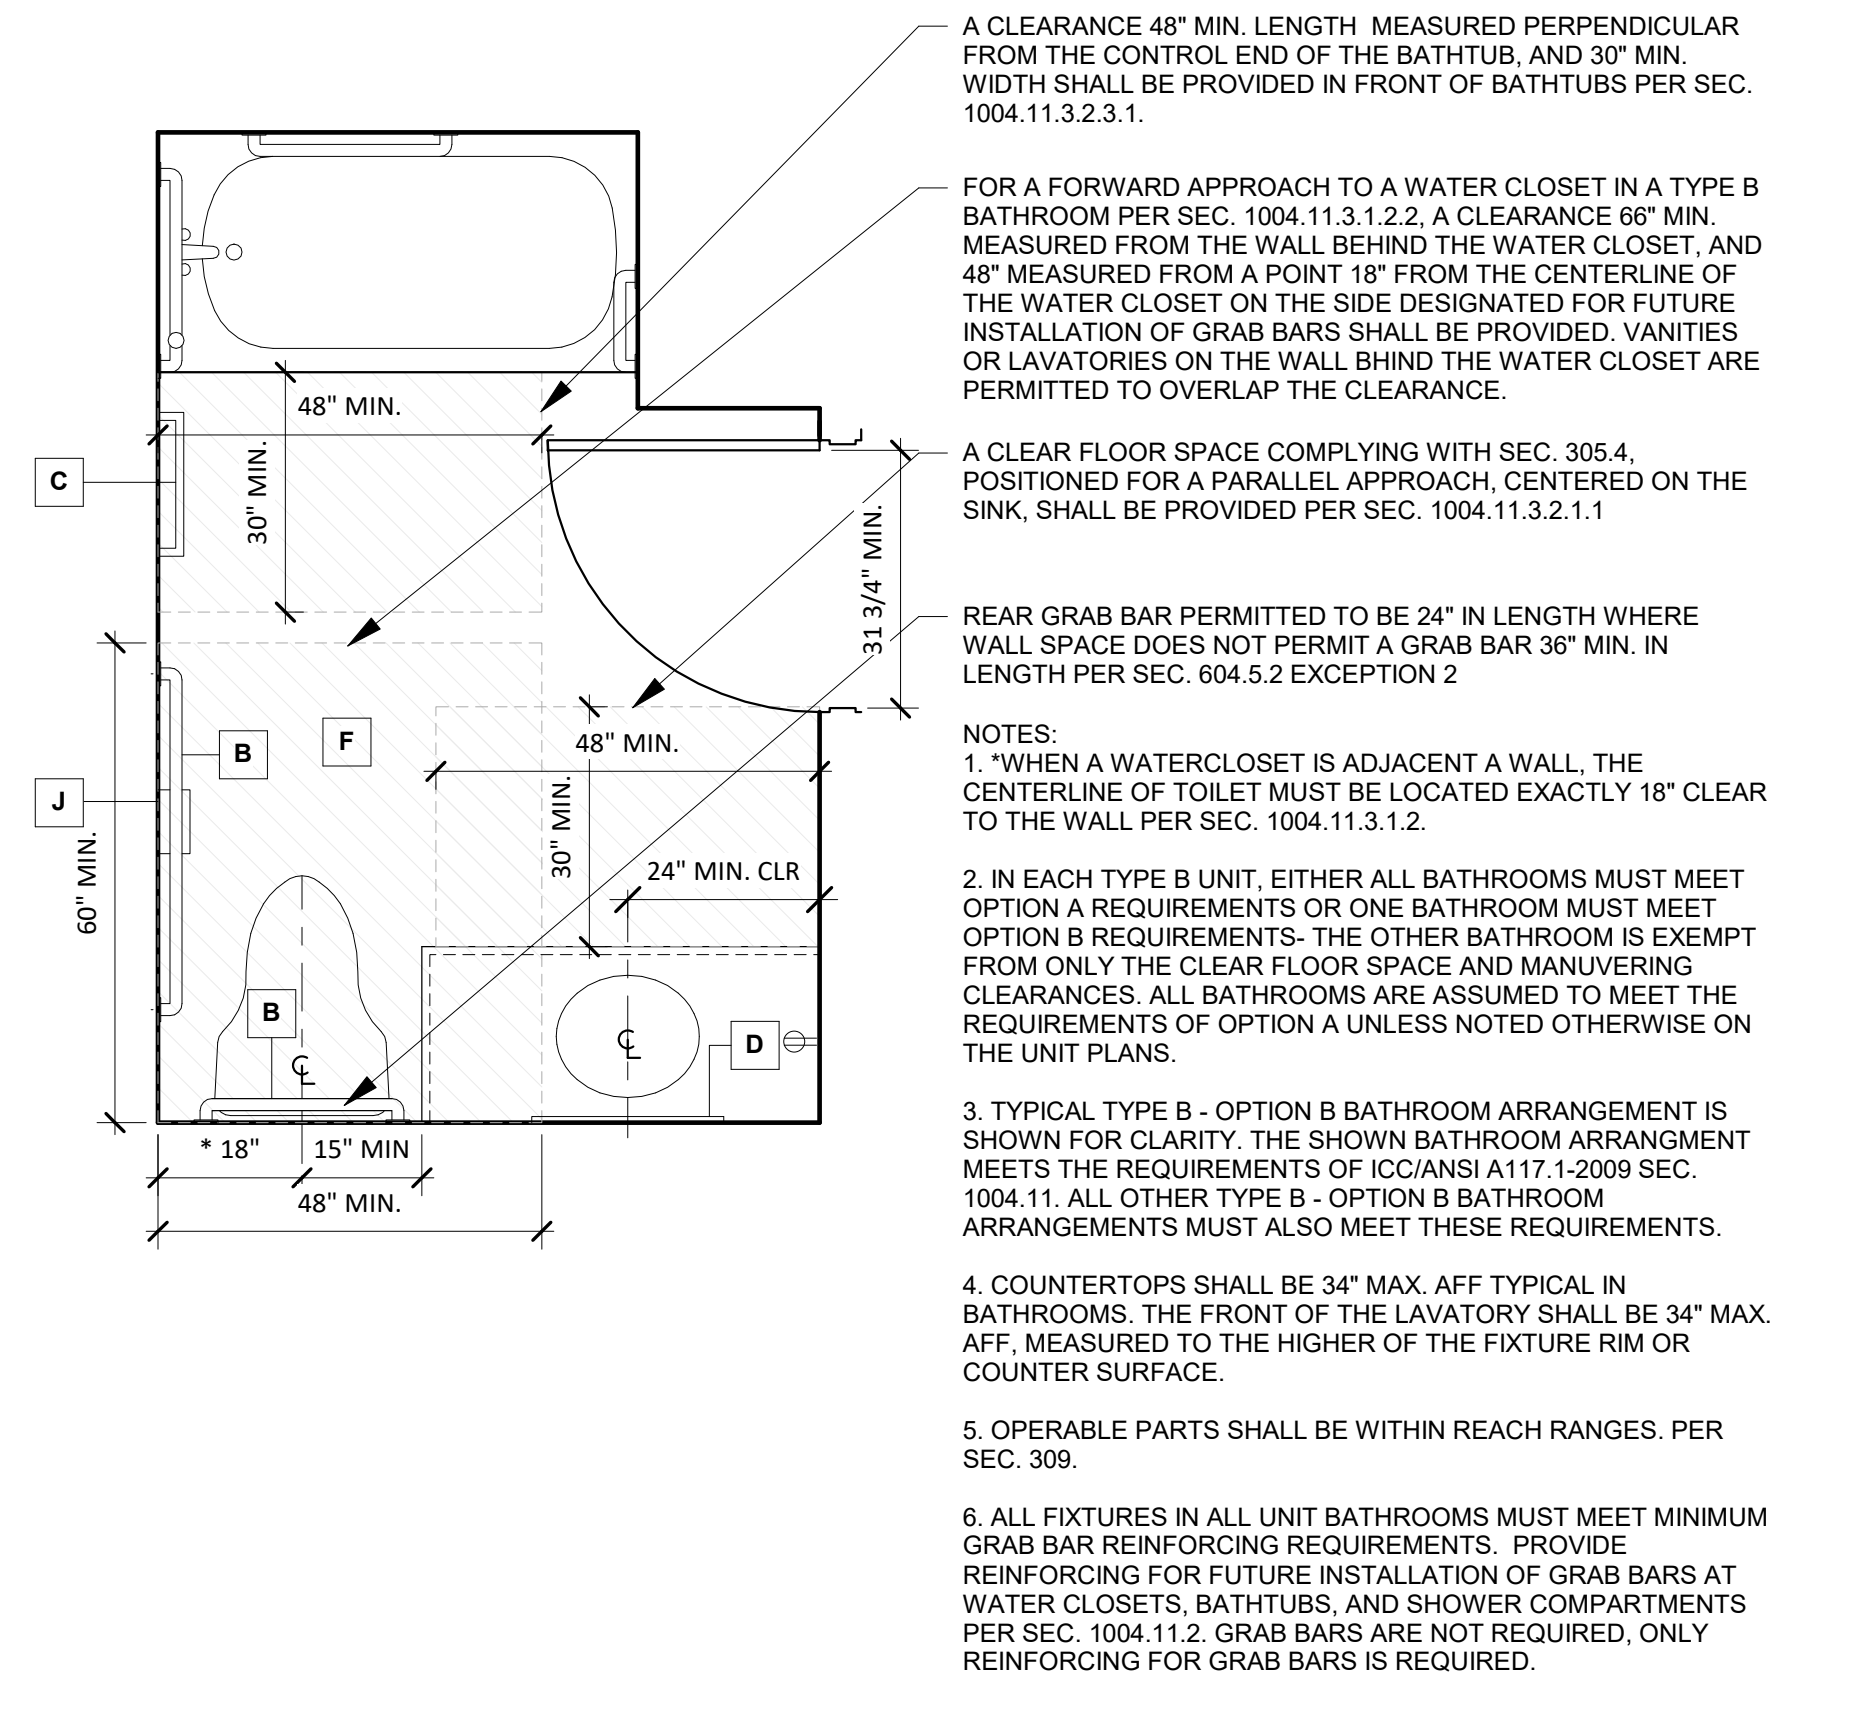 A CLEARANCE 48" MIN. LENGTH  MEASURED PERPENDICULAR
FROM THE CONTROL END OF THE BATHTUB, AND 30" MIN.
WIDTH SHALL BE PROVIDED IN FRONT OF BATHTUBS PER SEC.
1004.11.3.2.3.1.
FOR A FORWARD APPROACH TO A WATER CLOSET IN A TYPE B
BATHROOM PER SEC. 1004.11.3.1.2.2, A CLEARANCE 66" MIN.
MEASURED FROM THE WALL BEHIND THE WATER CLOSET, AND
48" MEASURED FROM A POINT 18" FROM THE CENTERLINE OF
THE WATER CLOSET ON THE SIDE DESIGNATED FOR FUTURE
INSTALLATION OF GRAB BARS SHALL BE PROVIDED. VANITIES
OR LAVATORIES ON THE WALL BHIND THE WATER CLOSET ARE
PERMITTED TO OVERLAP THE CLEARANCE.
A CLEAR FLOOR SPACE COMPLYING WITH SEC. 305.4,
POSITIONED FOR A PARALLEL APPROACH, CENTERED ON THE
SINK, SHALL BE PROVIDED PER SEC. 1004.11.3.2.1.1
REAR GRAB BAR PERMITTED TO BE 24" IN LENGTH WHERE
WALL SPACE DOES NOT PERMIT A GRAB BAR 36" MIN. IN
LENGTH PER SEC. 604.5.2 EXCEPTION 2
NOTES:
1. *WHEN A WATERCLOSET IS ADJACENT A WALL, THE
CENTERLINE OF TOILET MUST BE LOCATED EXACTLY 18" CLEAR
TO THE WALL PER SEC. 1004.11.3.1.2.
2. IN EACH TYPE B UNIT, EITHER ALL BATHROOMS MUST MEET
OPTION A REQUIREMENTS OR ONE BATHROOM MUST MEET
OPTION B REQUIREMENTS- THE OTHER BATHROOM IS EXEMPT
FROM ONLY THE CLEAR FLOOR SPACE AND MANUVERING
CLEARANCES. ALL BATHROOMS ARE ASSUMED TO MEET THE
REQUIREMENTS OF OPTION A UNLESS NOTED OTHERWISE ON
THE UNIT PLANS.
3. TYPICAL TYPE B - OPTION B BATHROOM ARRANGEMENT IS
SHOWN FOR CLARITY. THE SHOWN BATHROOM ARRANGMENT
MEETS THE REQUIREMENTS OF ICC/ANSI A117.1-2009 SEC.
1004.11. ALL OTHER TYPE B - OPTION B BATHROOM
ARRANGEMENTS MUST ALSO MEET THESE REQUIREMENTS.
4. COUNTERTOPS SHALL BE 34" MAX. AFF TYPICAL IN
BATHROOMS. THE FRONT OF THE LAVATORY SHALL BE 34" MAX.
AFF, MEASURED TO THE HIGHER OF THE FIXTURE RIM OR
COUNTER SURFACE.
5. OPERABLE PARTS SHALL BE WITHIN REACH RANGES. PER
SEC. 309.
6. ALL FIXTURES IN ALL UNIT BATHROOMS MUST MEET MINIMUM
GRAB BAR REINFORCING REQUIREMENTS.  PROVIDE
REINFORCING FOR FUTURE INSTALLATION OF GRAB BARS AT
WATER CLOSETS, BATHTUBS, AND SHOWER COMPARTMENTS
PER SEC. 1004.11.2. GRAB BARS ARE NOT REQUIRED, ONLY
REINFORCING FOR GRAB BARS IS REQUIRED.
48" MIN.
30" MIN.
C
31 3/4" MIN.
F
B
J
60" MIN.
48" MIN.
30" MIN.
24" MIN. CLR
B
CL
CL
D
* 18"
15" MIN
48" MIN.